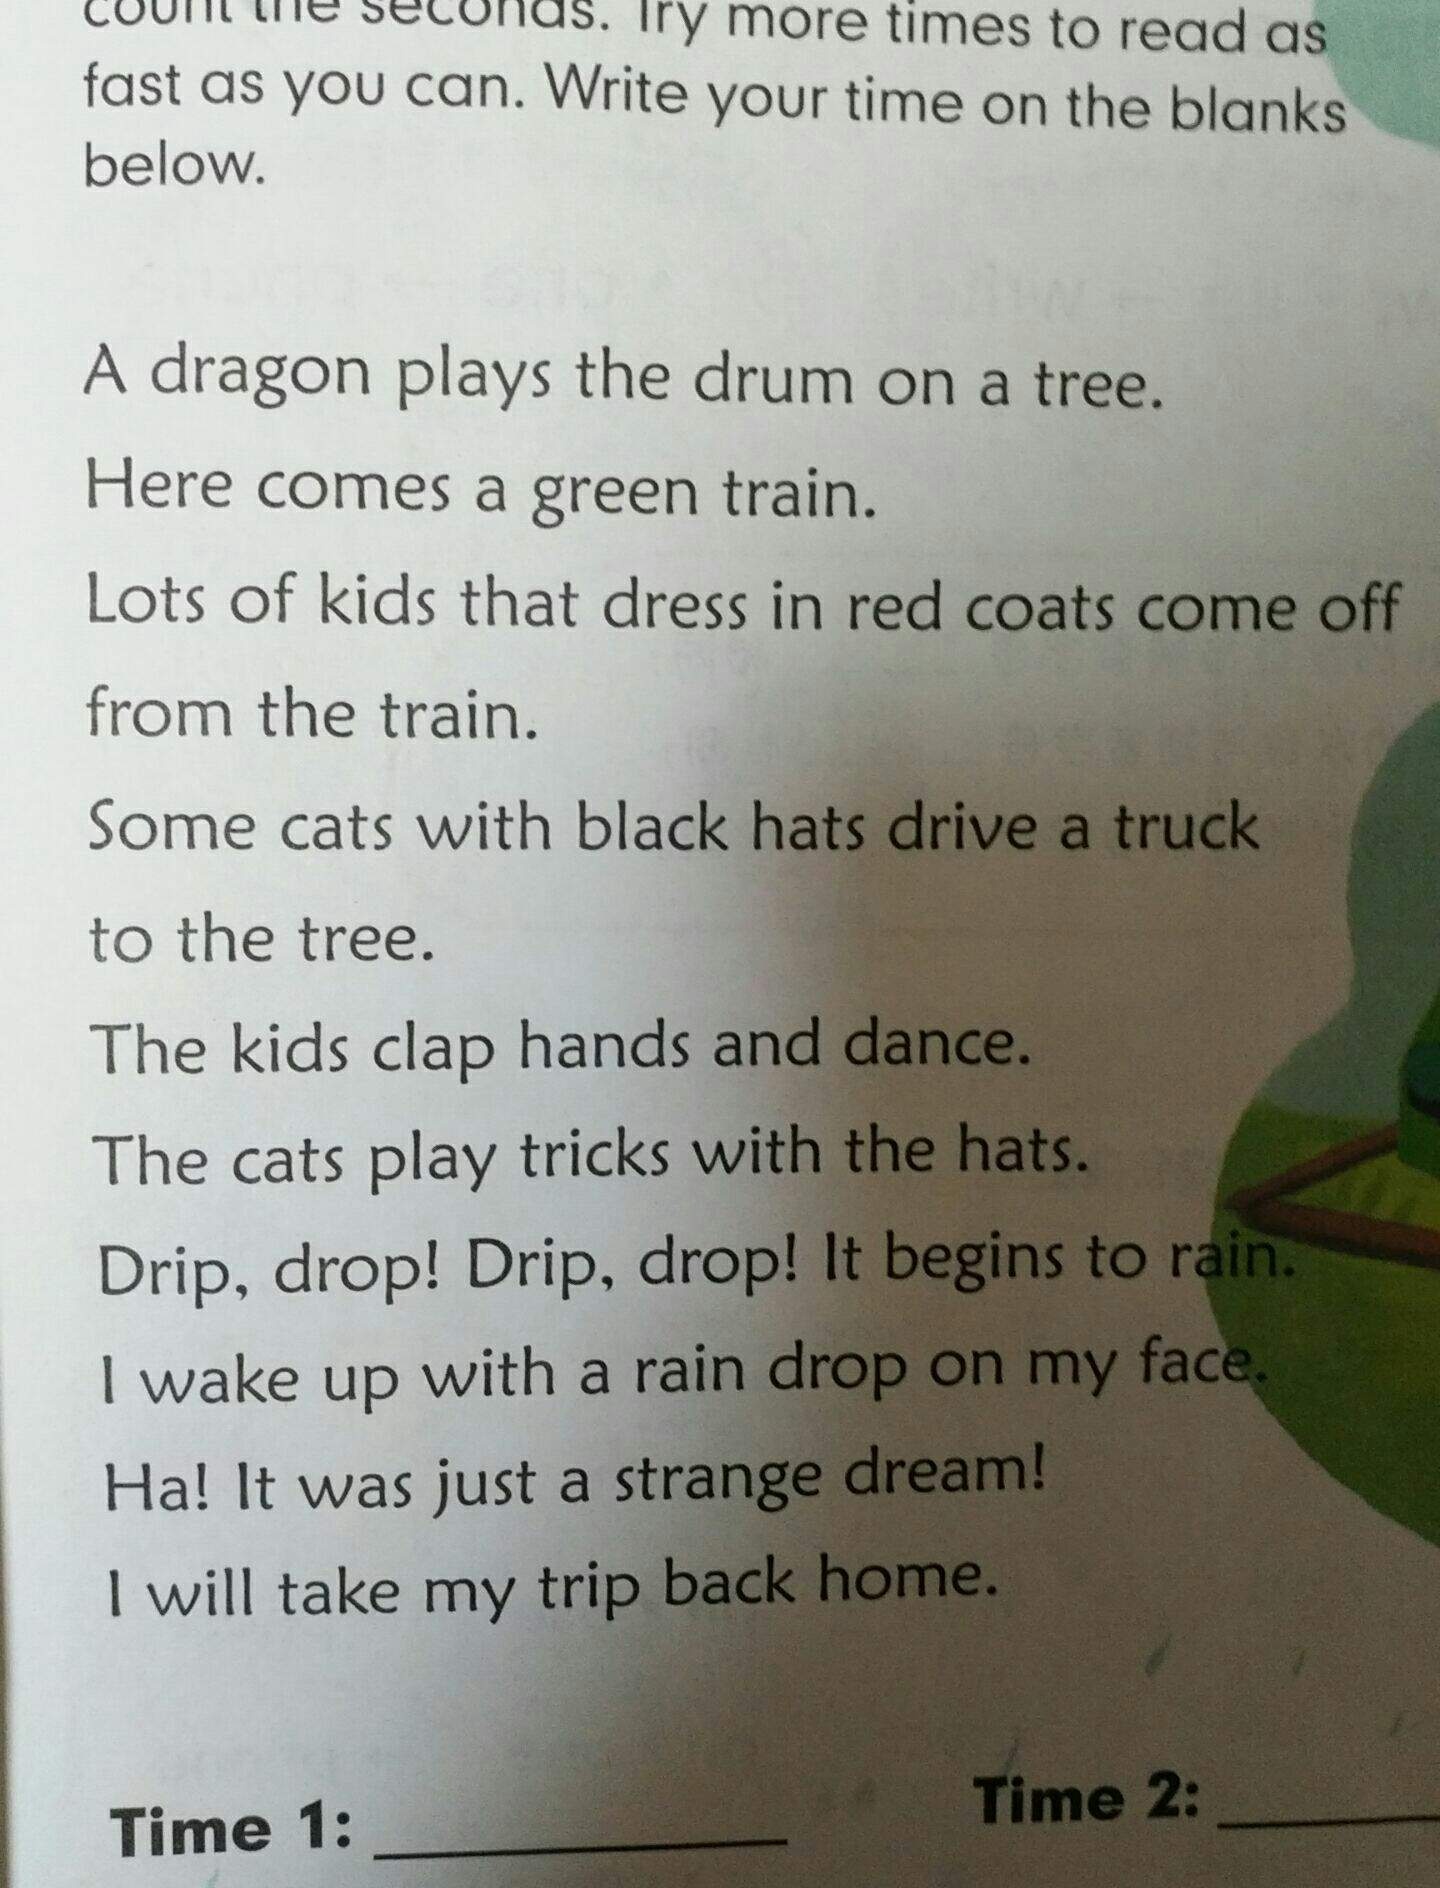 count the seconds. Try more times to read as
fast as you can. Write your time on the blanks
below.
A dragon plays the drum on a tree.
Here comes a green train.
Lots of kids that dress in red coats come off
from the train.
Some cats with black hats drive a truck
to the tree.
The kids clap hands and dance.
The cats play tricks with the hats.
Drip, drop! Drip, drop! It begins to rain.
I wake up with a rain drop on my face.
Ha! It was just a strange dream!
I will take my trip back home.
Time 1: Time 2: